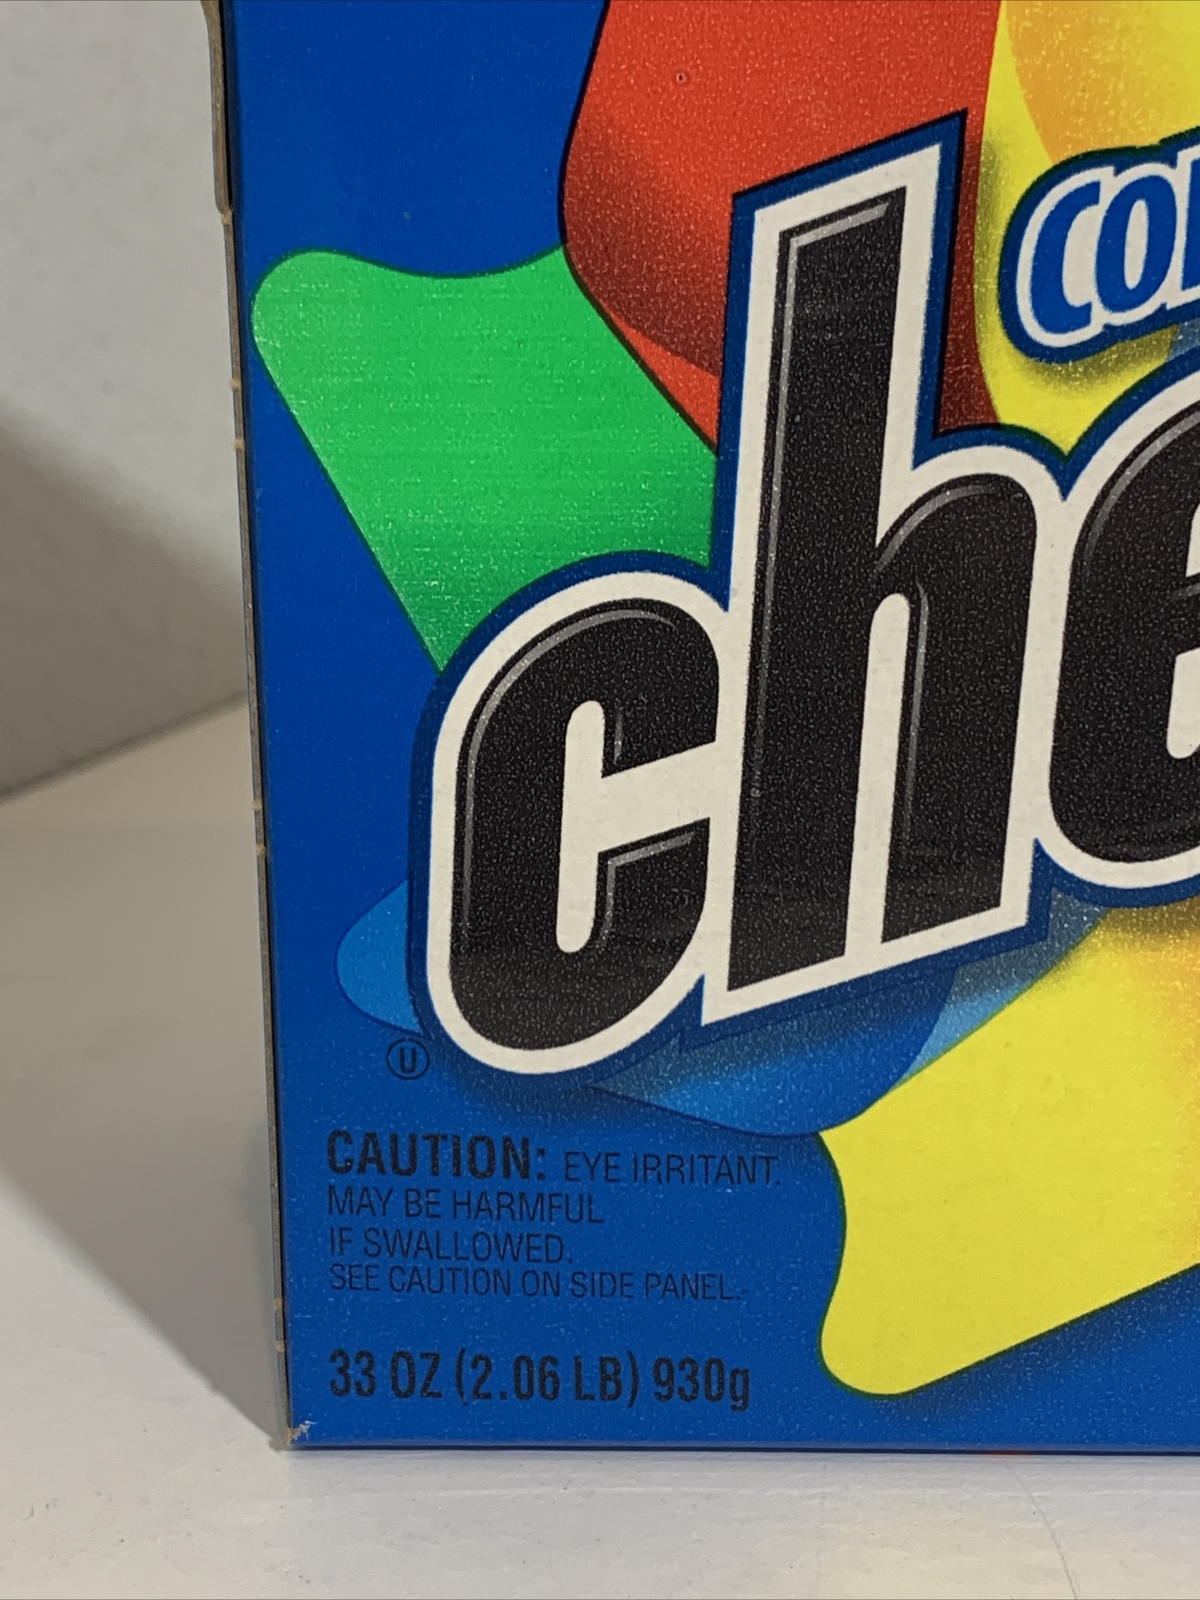 CO
che
U
CAUTION: EYE IRRITANT.
MAY BE HARMFUL
IF SWALLOWED.
SEE CAUTION ON SIDE PANEL.
33 OZ (2.06 LB) 930g